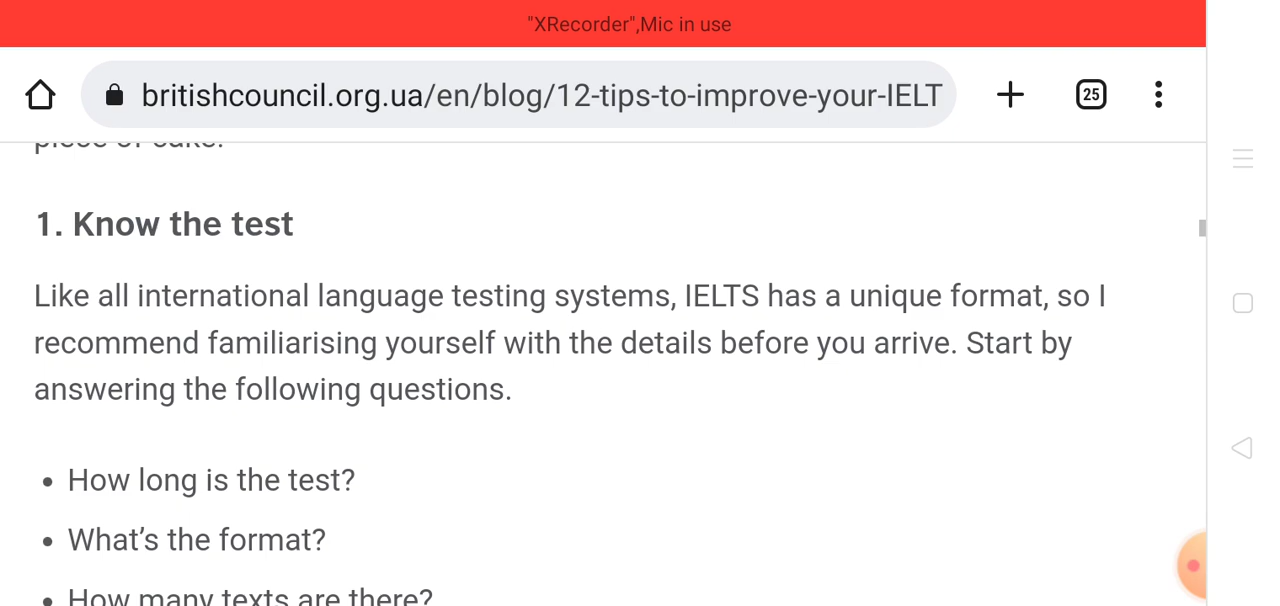 "XRecorder",Mic in use
britishcouncil.org.ua/en/blog/12-tips-to-improve-your-IELT
25
piece of cake.
1. Know the test
Like all international language testing systems, IELTS has a unique format, so I
recommend familiarising yourself with the details before you arrive. Start by
answering the following questions.
• How long is the test?
• What's the format?
• How many texts are there?